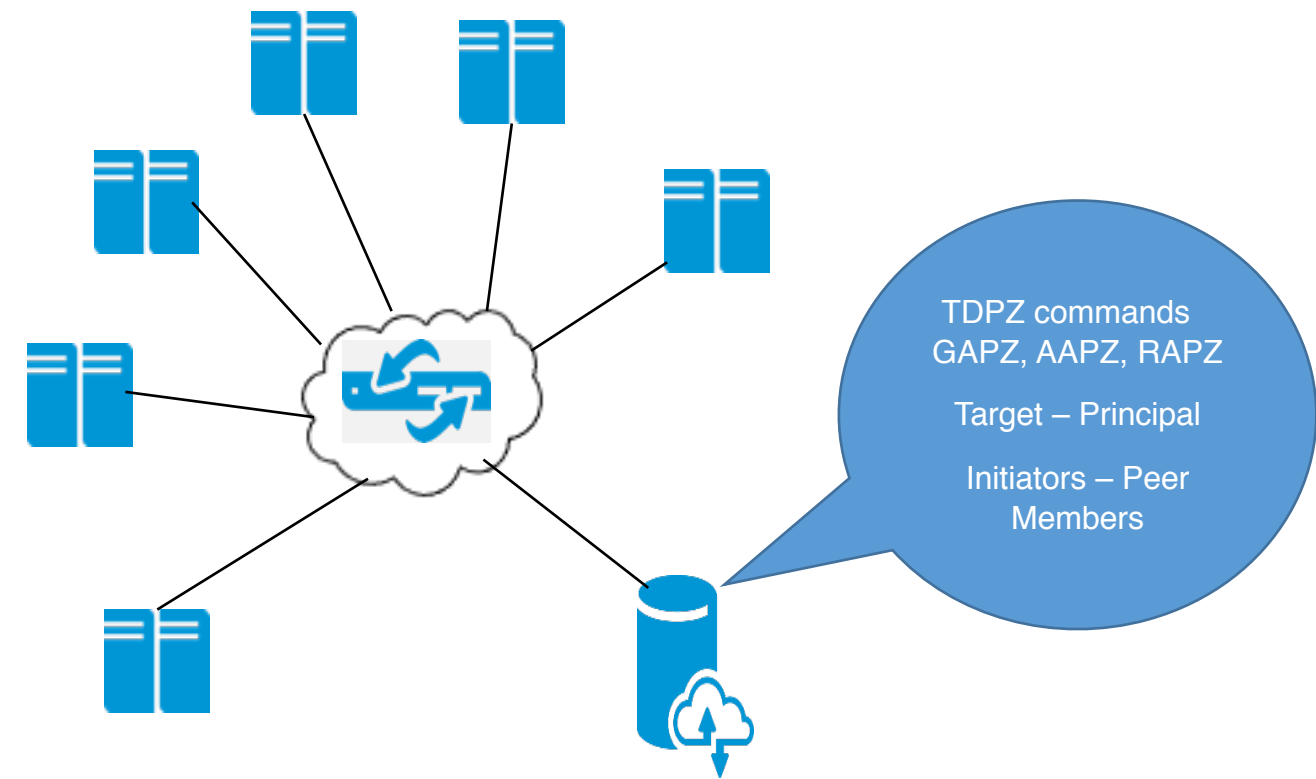 TDPZ commands
GAPZ, AAPZ, RAPZ
Target – Principal
Initiators – Peer
Members